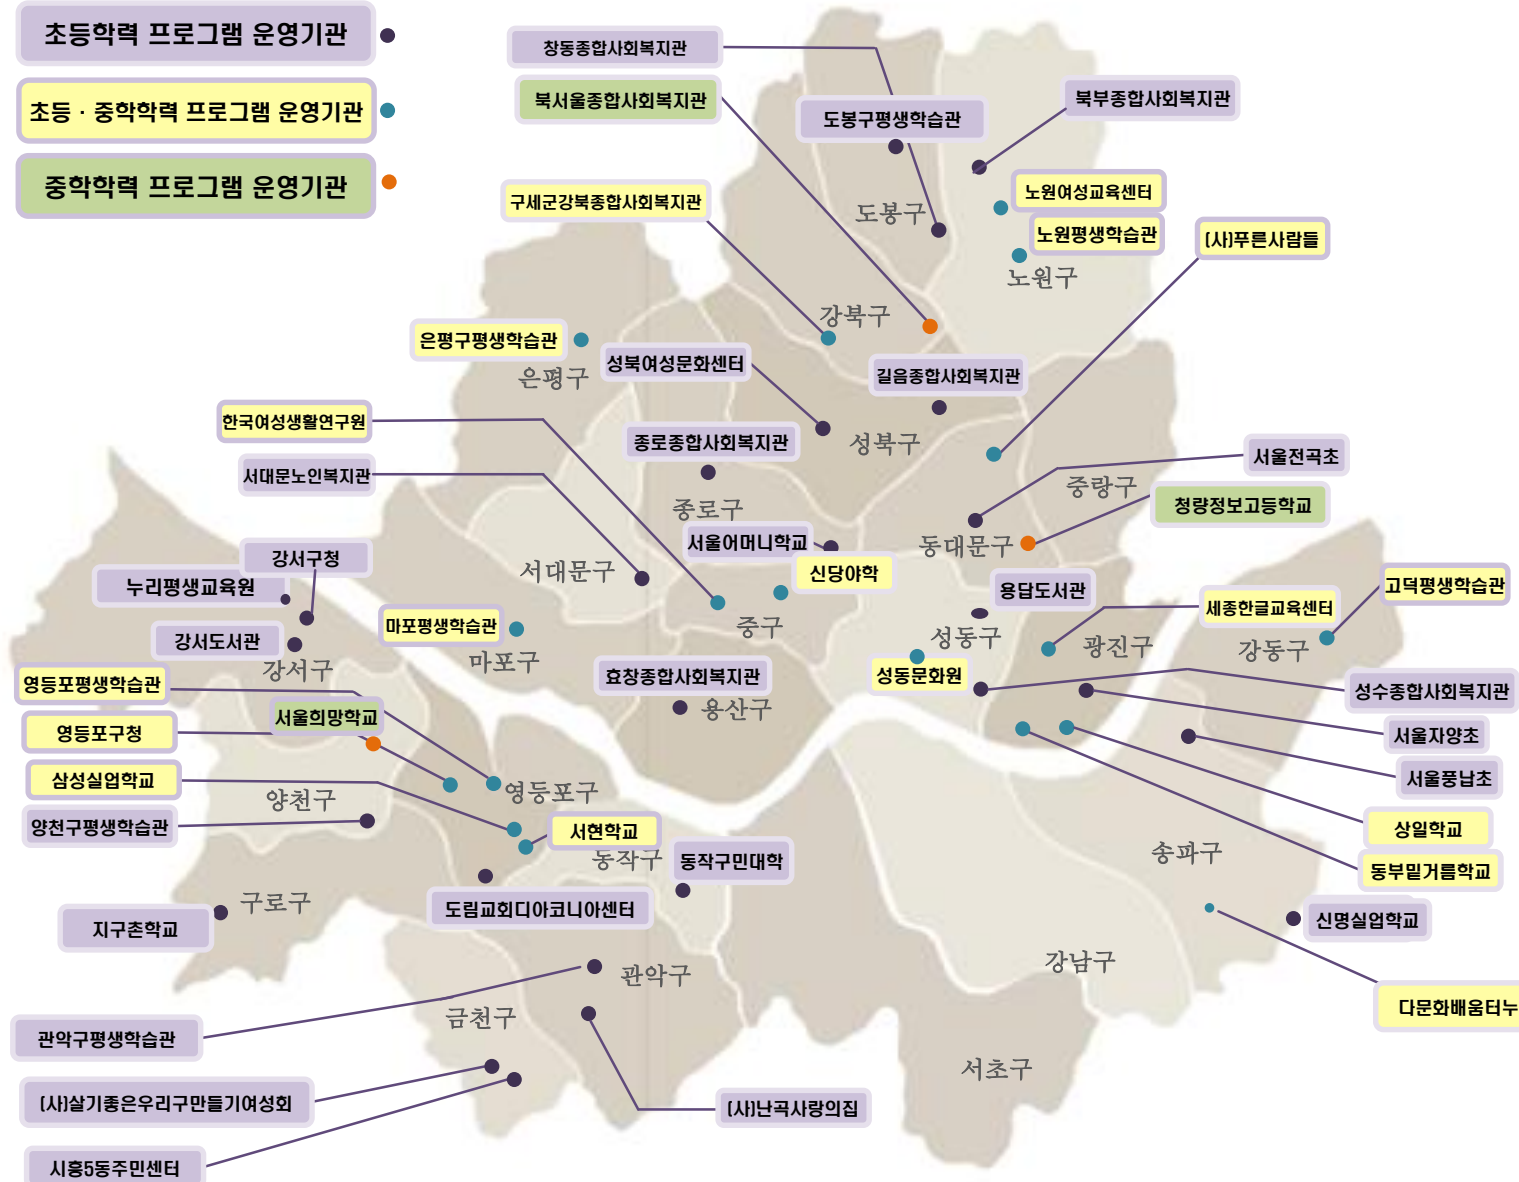 초등학력 프로그램 운영기관
초등 · 중학학력 프로그램 운영기관
중학학력 프로그램 운영기관
창동종합사회복지관
북서울종합사회복지관
도봉구평생학습관
북부종합사회복지관
구세군강북종합사회복지관
노원여성교육센터
노원평생학습관
(사)푸른사람들
도봉구
노원구
강북구
은평구평생학습관
은평구
성북여성문화센터
길음종합사회복지관
한국여성생활연구원
종로종합사회복지관
성북구
서대문노인복지관
서울전곡초
중랑구
청량정보고등학교
종로구
서울어머니학교
동대문구
강서구청
누리평생교육원
서대문구
신당야학
용답도서관
세종한글교육센터
고덕평생학습관
강서도서관
강서구
마포평생학습관
마포구
중구
성동구
광진구
강동구
영등포평생학습관
효창종합사회복지관
용산구
성동문화원
성수종합사회복지관
서울희망학교
영등포구청
서울자양초
삼성실업학교
서울풍납초
양천구
영등포구
양천구평생학습관
서현학교
상일학교
동작구
동작구민대학
송파구
동부밑거름학교
구로구
지구촌학교
도림교회디아코니아센터
신명실업학교
관악구
강남구
금천구
다문화배움터누
관악구평생학습관
서초구
(사)살기좋은우리구만들기여성회
(사)난곡사랑의집
시흥5동주민센터